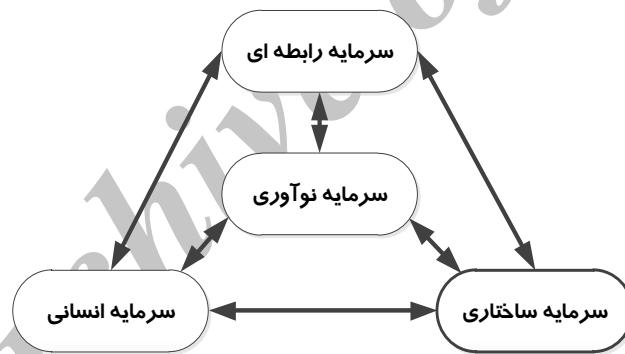 سرمایه رابطه ای
سرمایه نوآوری
سرمایه ساختاری
سرمایه انسانی